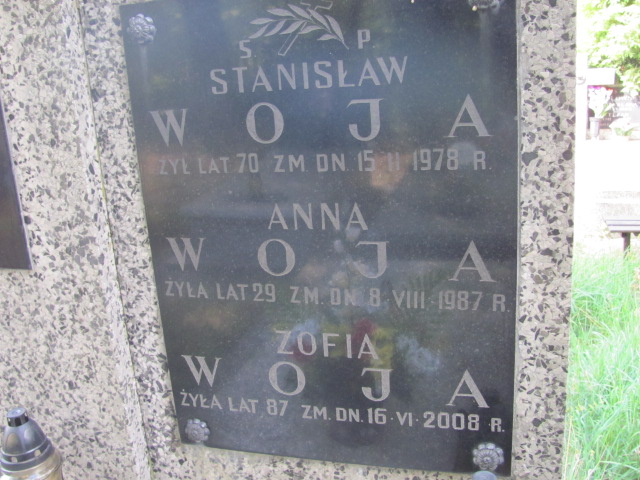 S P
STANISŁAW
WOJA
ŻYŁ LAT 70 ZM DN 15 II 1978 R.
ANNA
WOJA
ŻYŁA LAT 29 ZM. DN 8 · VIII · 1987 R.
ZOFIA
WOJA
ŻYŁA LAT 87 ZM. DN. 16 · VI · 2008 R.